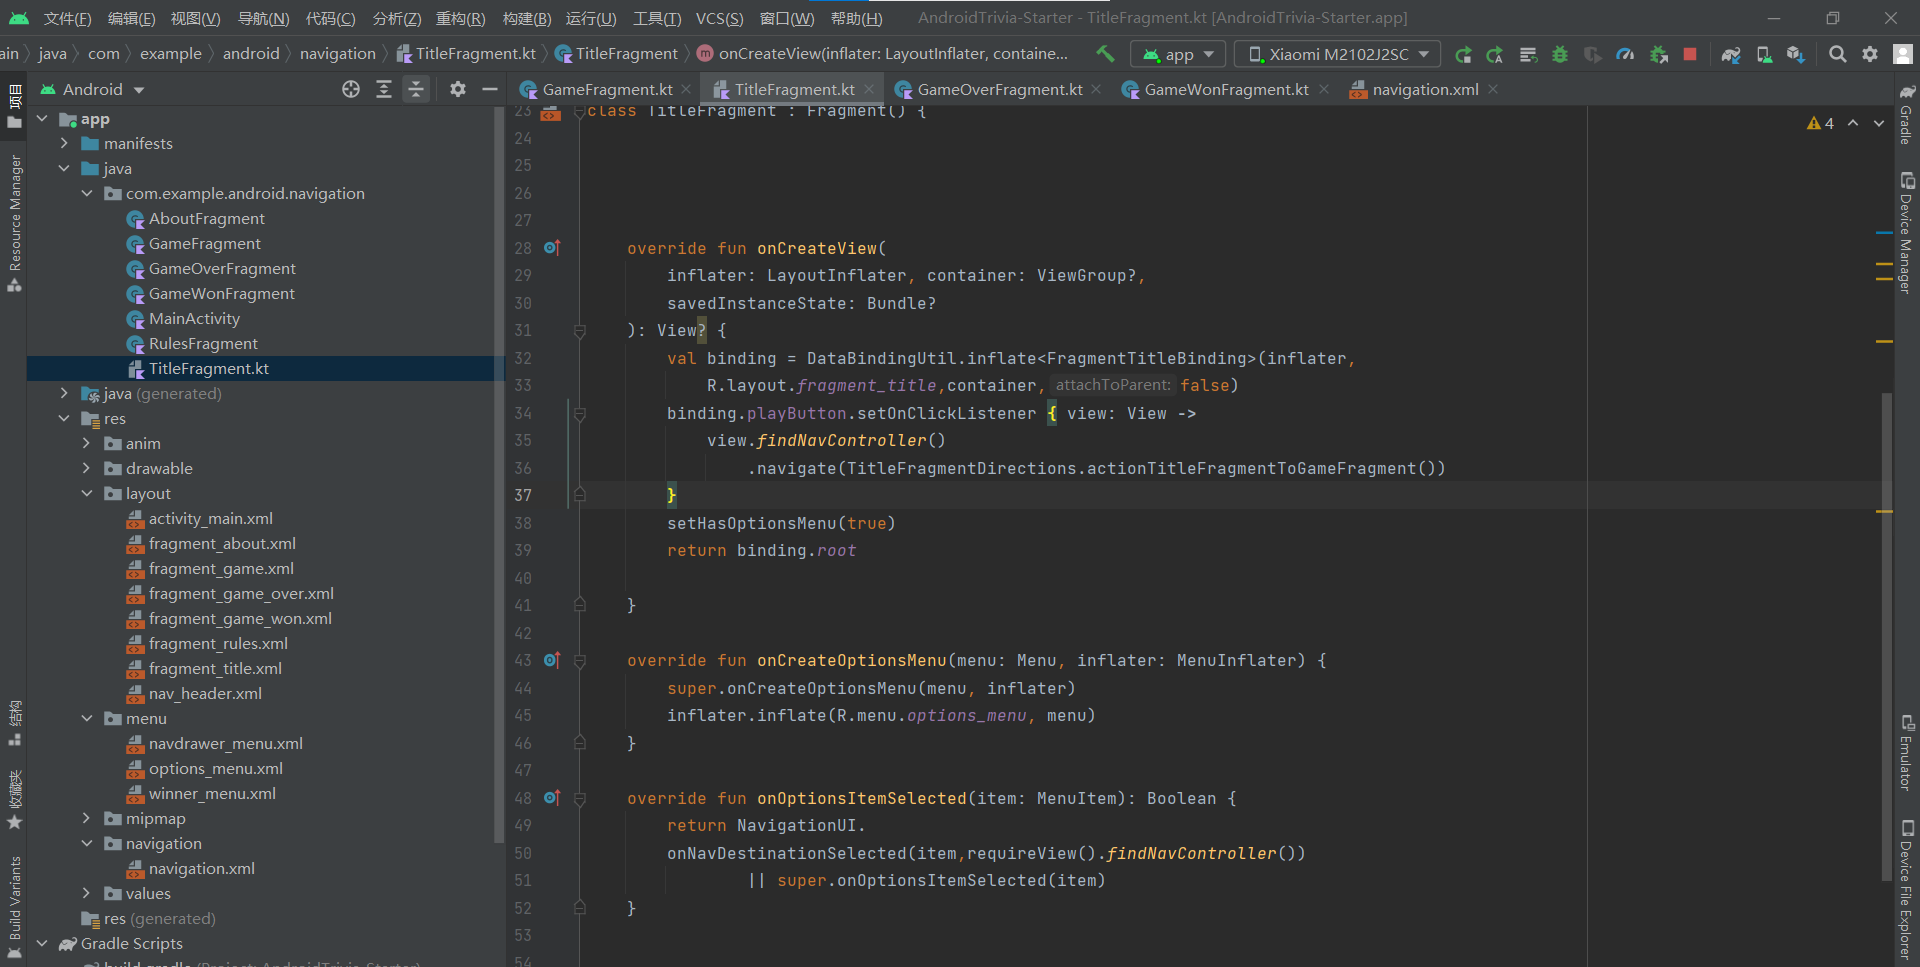 文件(F) 编辑(E) 视图(V) 导航(N) 代码(C) 分析(Z) 重构(R) 构建(B) 运行(U) 工具(T) VCS(S) 窗口(W) 帮助(H) AndroidTrivia-Starter - TitleFragment.kt [AndroidTrivia-Starter.app]
ain java com example android navigation TitleFragment.kt TitleFragment onCreateView(inflater: LayoutInflater, containe... app Xiaomi M2102J2SC
项目
Resource Manager
结构
收藏夹
Build Variants
Android
app
manifests
java
com.example.android.navigation
AboutFragment
GameFragment
GameOverFragment
GameWonFragment
MainActivity
RulesFragment
TitleFragment.kt
java (generated)
res
anim
drawable
layout
activity_main.xml
fragment_about.xml
fragment_game.xml
fragment_game_over.xml
fragment_game_won.xml
fragment_rules.xml
fragment_title.xml
nav_header.xml
menu
navdrawer_menu.xml
options_menu.xml
winner_menu.xml
mipmap
navigation
navigation.xml
values
res (generated)
Gradle Scripts
build.gradle (Project: AndroidTrivia-Starter)
GameFragment.kt TitleFragment.kt GameOverFragment.kt GameWonFragment.kt navigation.xml
4
23 class TitleFragment : Fragment() {
24
25
26
27
28 override fun onCreateView(
29 inflater: LayoutInflater, container: ViewGroup?,
30 savedInstanceState: Bundle?
31 ): View? {
32 val binding = DataBindingUtil.inflate<FragmentTitleBinding>(inflater,
33 R.layout.fragment_title,container, attachToParent: false)
34 binding.playButton.setOnClickListener { view: View ->
35 view.findNavController()
36 .navigate(TitleFragmentDirections.actionTitleFragmentToGameFragment())
37 }
38 setHasOptionsMenu(true)
39 return binding.root
40
41 }
42
43 override fun onCreateOptionsMenu(menu: Menu, inflater: MenuInflater) {
44 super.onCreateOptionsMenu(menu, inflater)
45 inflater.inflate(R.menu.options_menu, menu)
46 }
47
48 override fun onOptionsItemSelected(item: MenuItem): Boolean {
49 return NavigationUI.
50 onNavDestinationSelected(item,requireView().findNavController())
51 || super.onOptionsItemSelected(item)
52 }
53
54
Gradle
Device Manager
Emulator
Device File Explorer